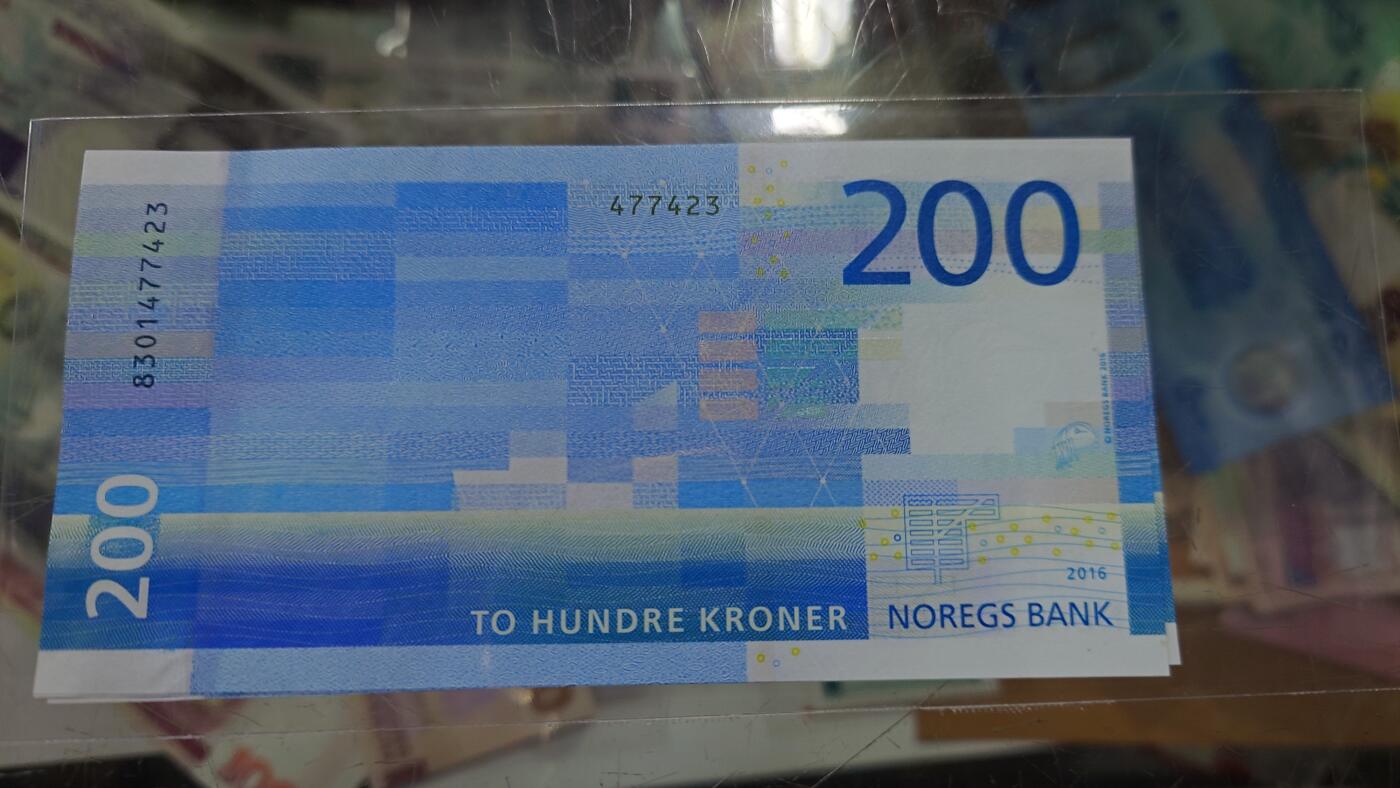 8301477423
477423
200
© NOREGS BANK 2016
200
2016
TO HUNDRE KRONER
NOREGS BANK